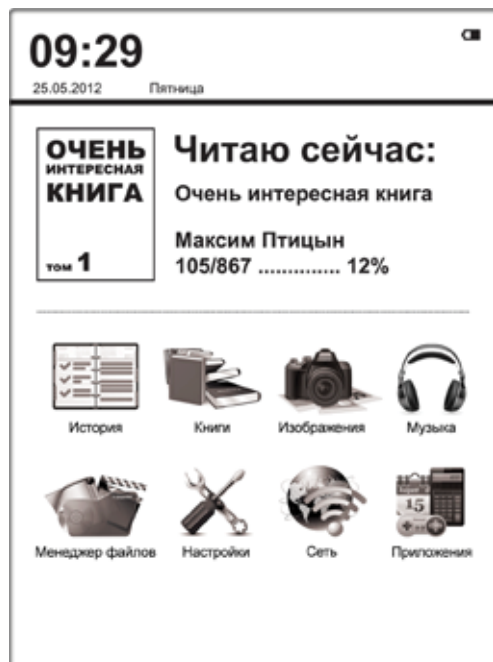 09:29
25.05.2012 Пятница
ОЧЕНЬ
ИНТЕРЕСНАЯ
КНИГА
том 1
Читаю сейчас:
Очень интересная книга
Максим Птицын
105/867 .............. 12%
История Книги Изображения Музыка
15
Менеджер файлов Настройки Сеть Приложения